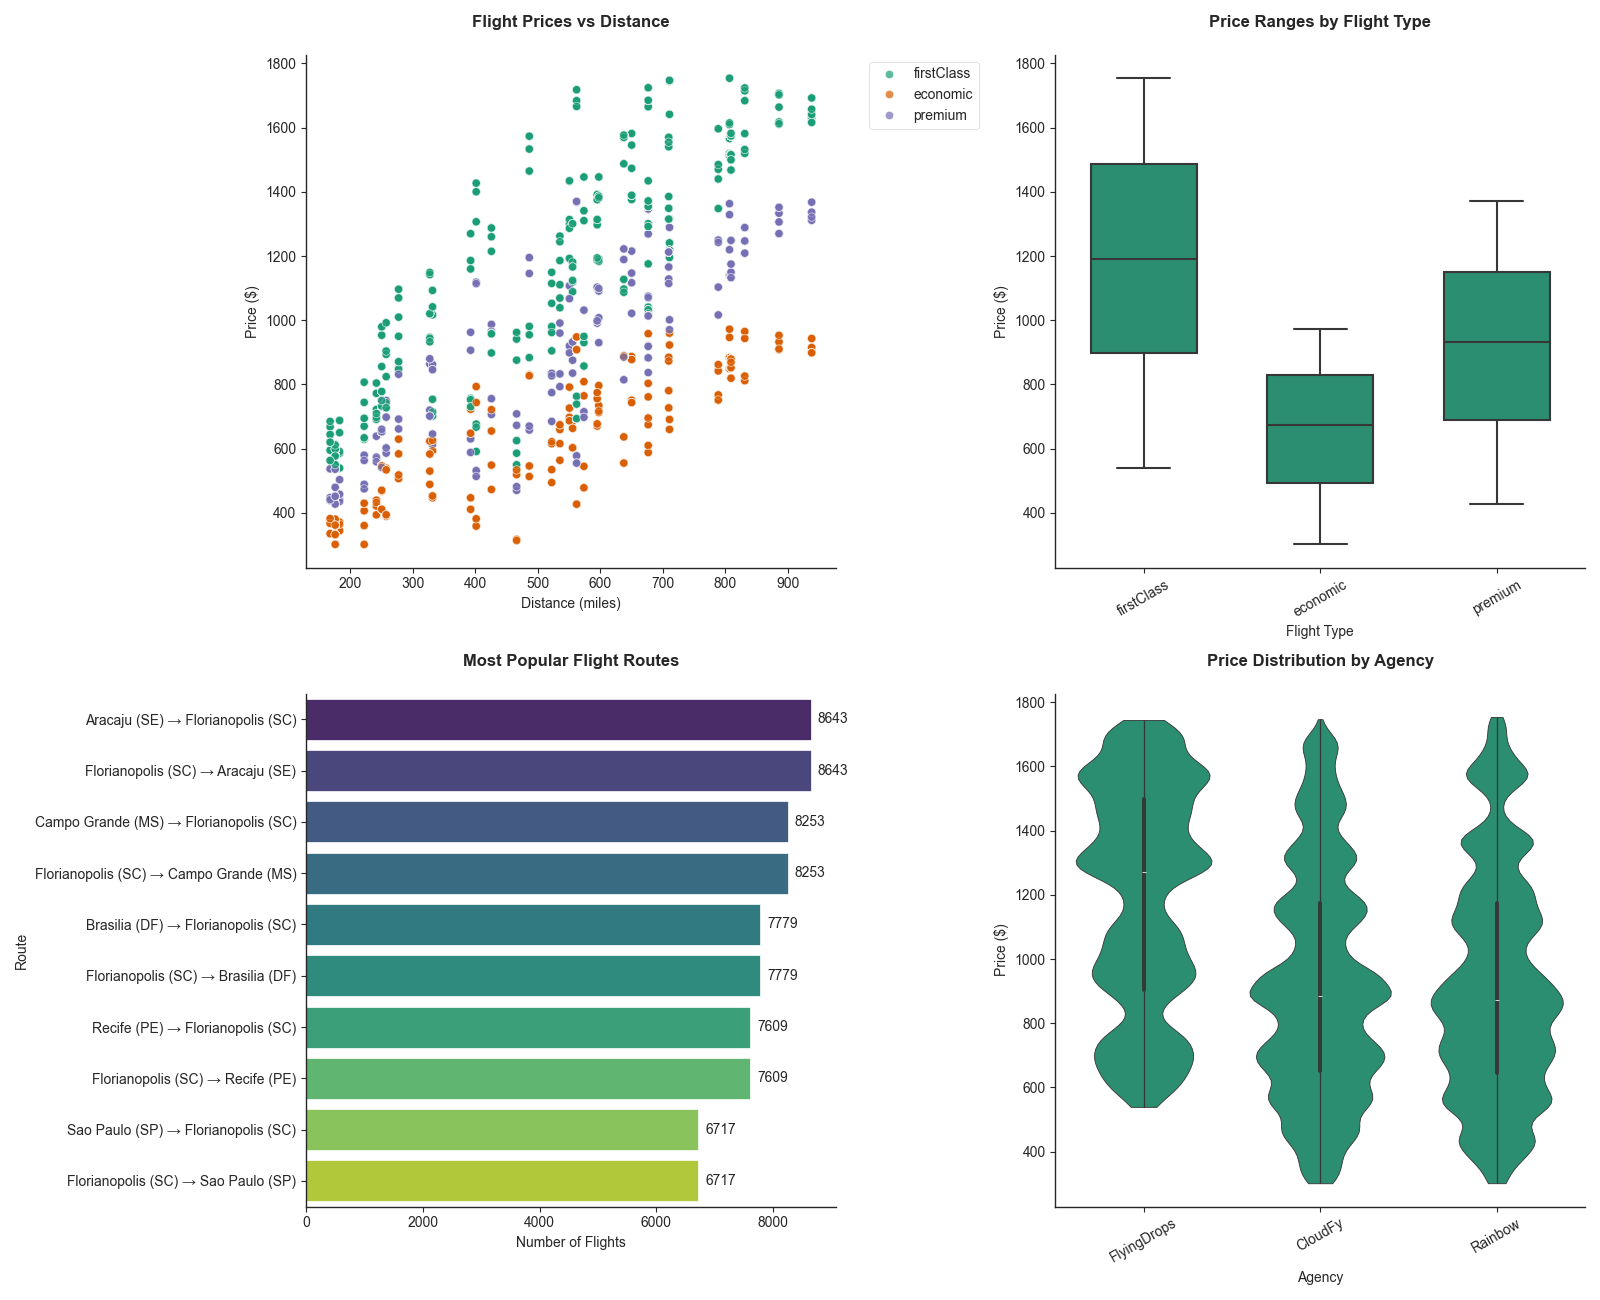 Flight Prices vs Distance
Price ($)
1800
1600
1400
1200
1000
800
600
400
200 300 400 500 600 700 800 900
Distance (miles)
firstClass
economic
premium
Price Ranges by Flight Type
Price ($)
1800
1600
1400
1200
1000
800
600
400
firstClass economic premium
Flight Type
Most Popular Flight Routes
Route
Aracaju (SE) → Florianopolis (SC) 8643
Florianopolis (SC) → Aracaju (SE) 8643
Campo Grande (MS) → Florianopolis (SC) 8253
Florianopolis (SC) → Campo Grande (MS) 8253
Brasilia (DF) → Florianopolis (SC) 7779
Florianopolis (SC) → Brasilia (DF) 7779
Recife (PE) → Florianopolis (SC) 7609
Florianopolis (SC) → Recife (PE) 7609
Sao Paulo (SP) → Florianopolis (SC) 6717
Florianopolis (SC) → Sao Paulo (SP) 6717
0 2000 4000 6000 8000
Number of Flights
Price Distribution by Agency
Price ($)
1800
1600
1400
1200
1000
800
600
400
FlyingDrops CloudFy Rainbow
Agency